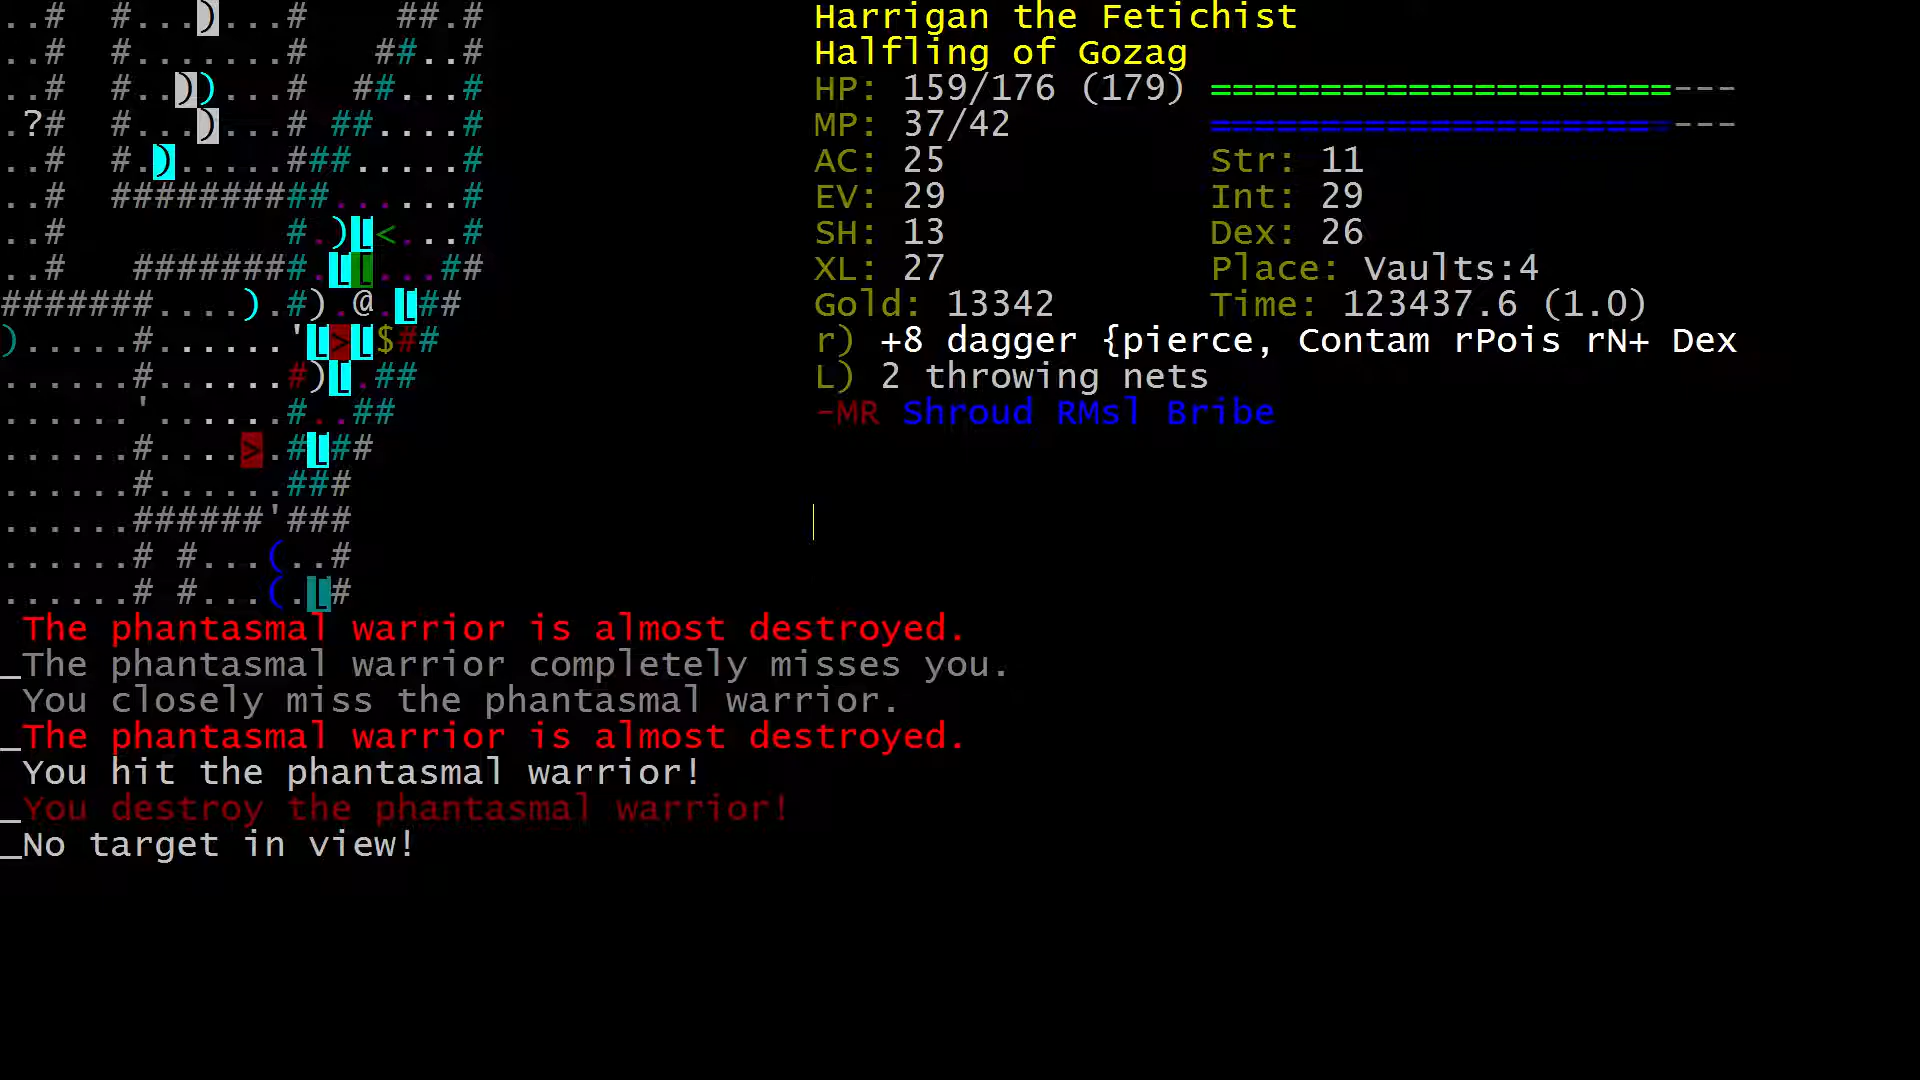 ..# #...)...# ##.# Harrigan the Fetichist
..# #.......# ##..# Halfling of Gozag
..# #..))...# ##...# HP: 159/176 (179) =====================---
.?# #...)...# ##....# MP: 37/42 ====================---
..# #.).....###.....# AC: 25 Str: 11
..# ##########......# EV: 29 Int: 29
..# #.)[<...# SH: 13 Dex: 26
..# ########.[[...## XL: 27 Place: Vaults:4
#######....).#).@.[## Gold: 13342 Time: 123437.6 (1.0)
).....#......'[>[$## r) +8 dagger {pierce, Contam rPois rN+ Dex
......#......#)[.## L) 2 throwing nets
......'......#..## -MR Shroud RMsl Bribe
......#....>.#[##
......#......###
......######'###
......# #...(..#
......# #...(.[#
The phantasmal warrior is almost destroyed.
_The phantasmal warrior completely misses you.
You closely miss the phantasmal warrior.
_The phantasmal warrior is almost destroyed.
You hit the phantasmal warrior!
_You destroy the phantasmal warrior!
_No target in view!